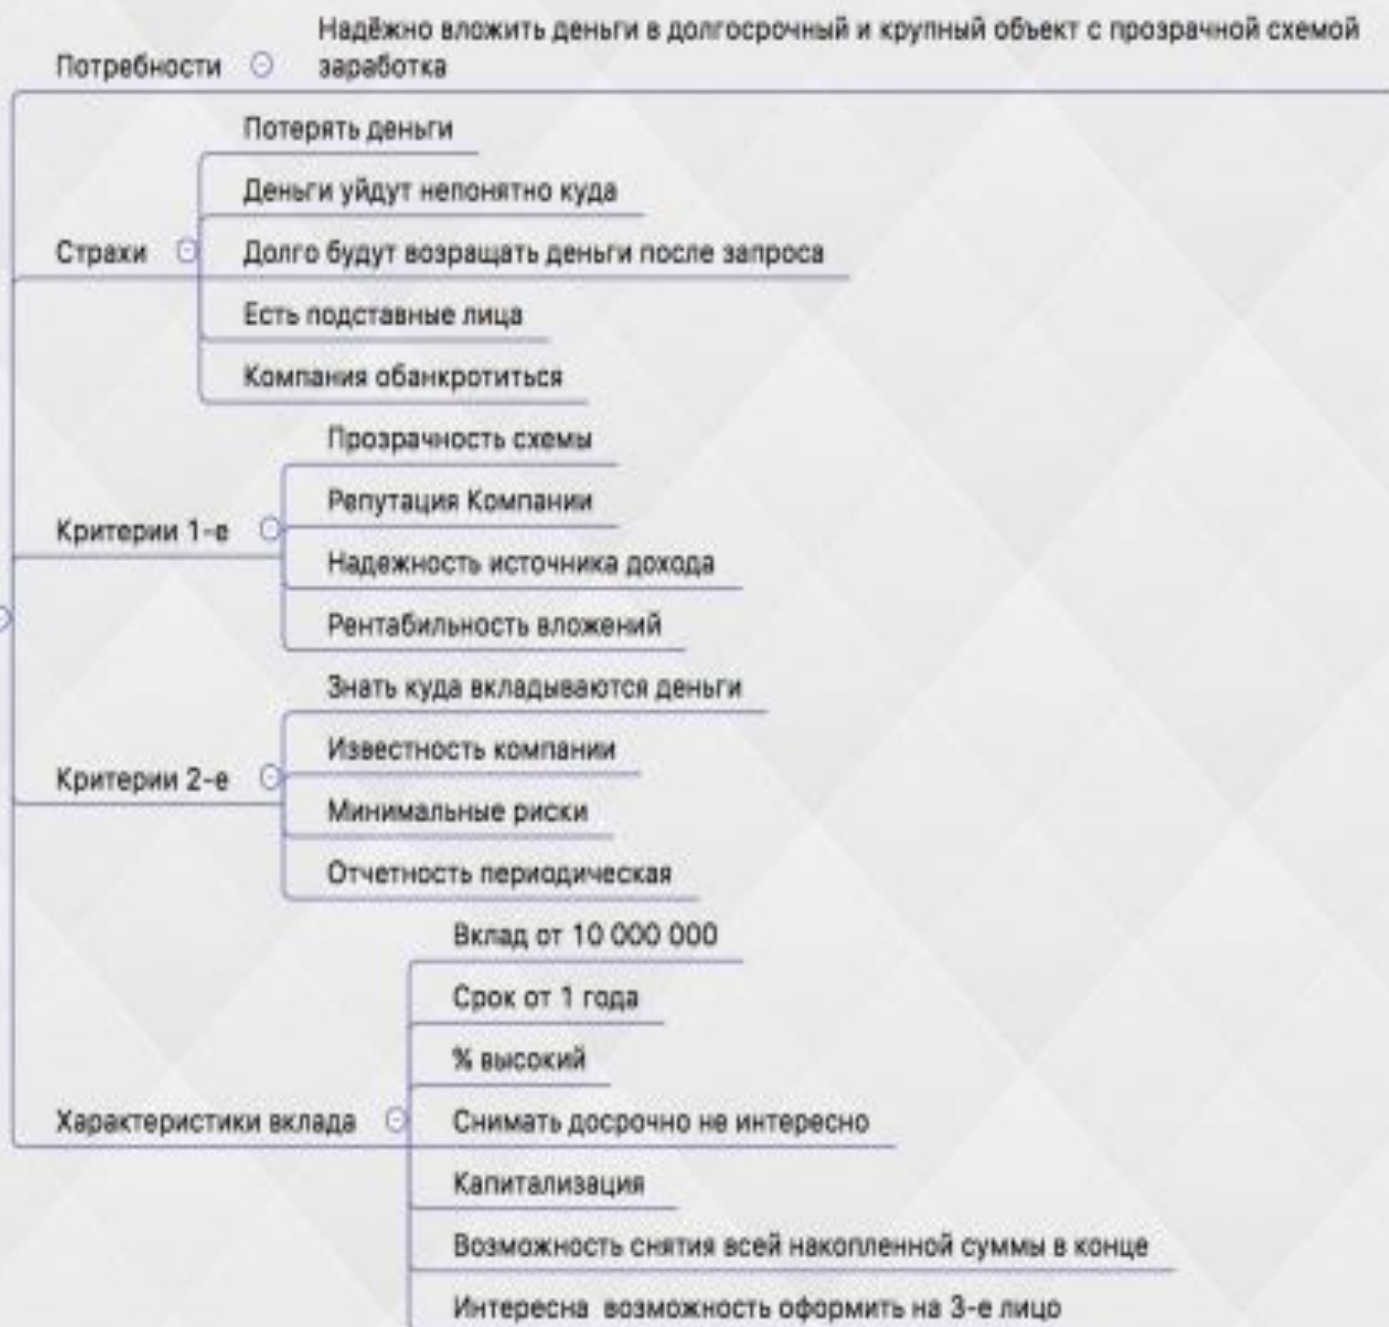 Надёжно вложить деньги в долгосрочный и крупный объект с прозрачной схемой
Потребности
заработка
Потерять деньги
Деньги уйдут непонятно куда
Страхи
Долго будут возращать деньги после запроса
Есть подставные лица
Компания обанкротиться
Прозрачность схемы
Репутация Компании
Критерии 1-е
Надежность источника дохода
Рентабильность вложений
Знать куда вкладываются деньги
Известность компании
Критерии 2-е
Минимальные риски
Отчетность периодическая
Вклад от 10 000 000
Срок от 1 года
% высокий
Характеристики вклада
Снимать досрочно не интересно
Капитализация
Возможность снятия всей накопленной суммы в конце
Интересна возможность оформить на 3-е лицо